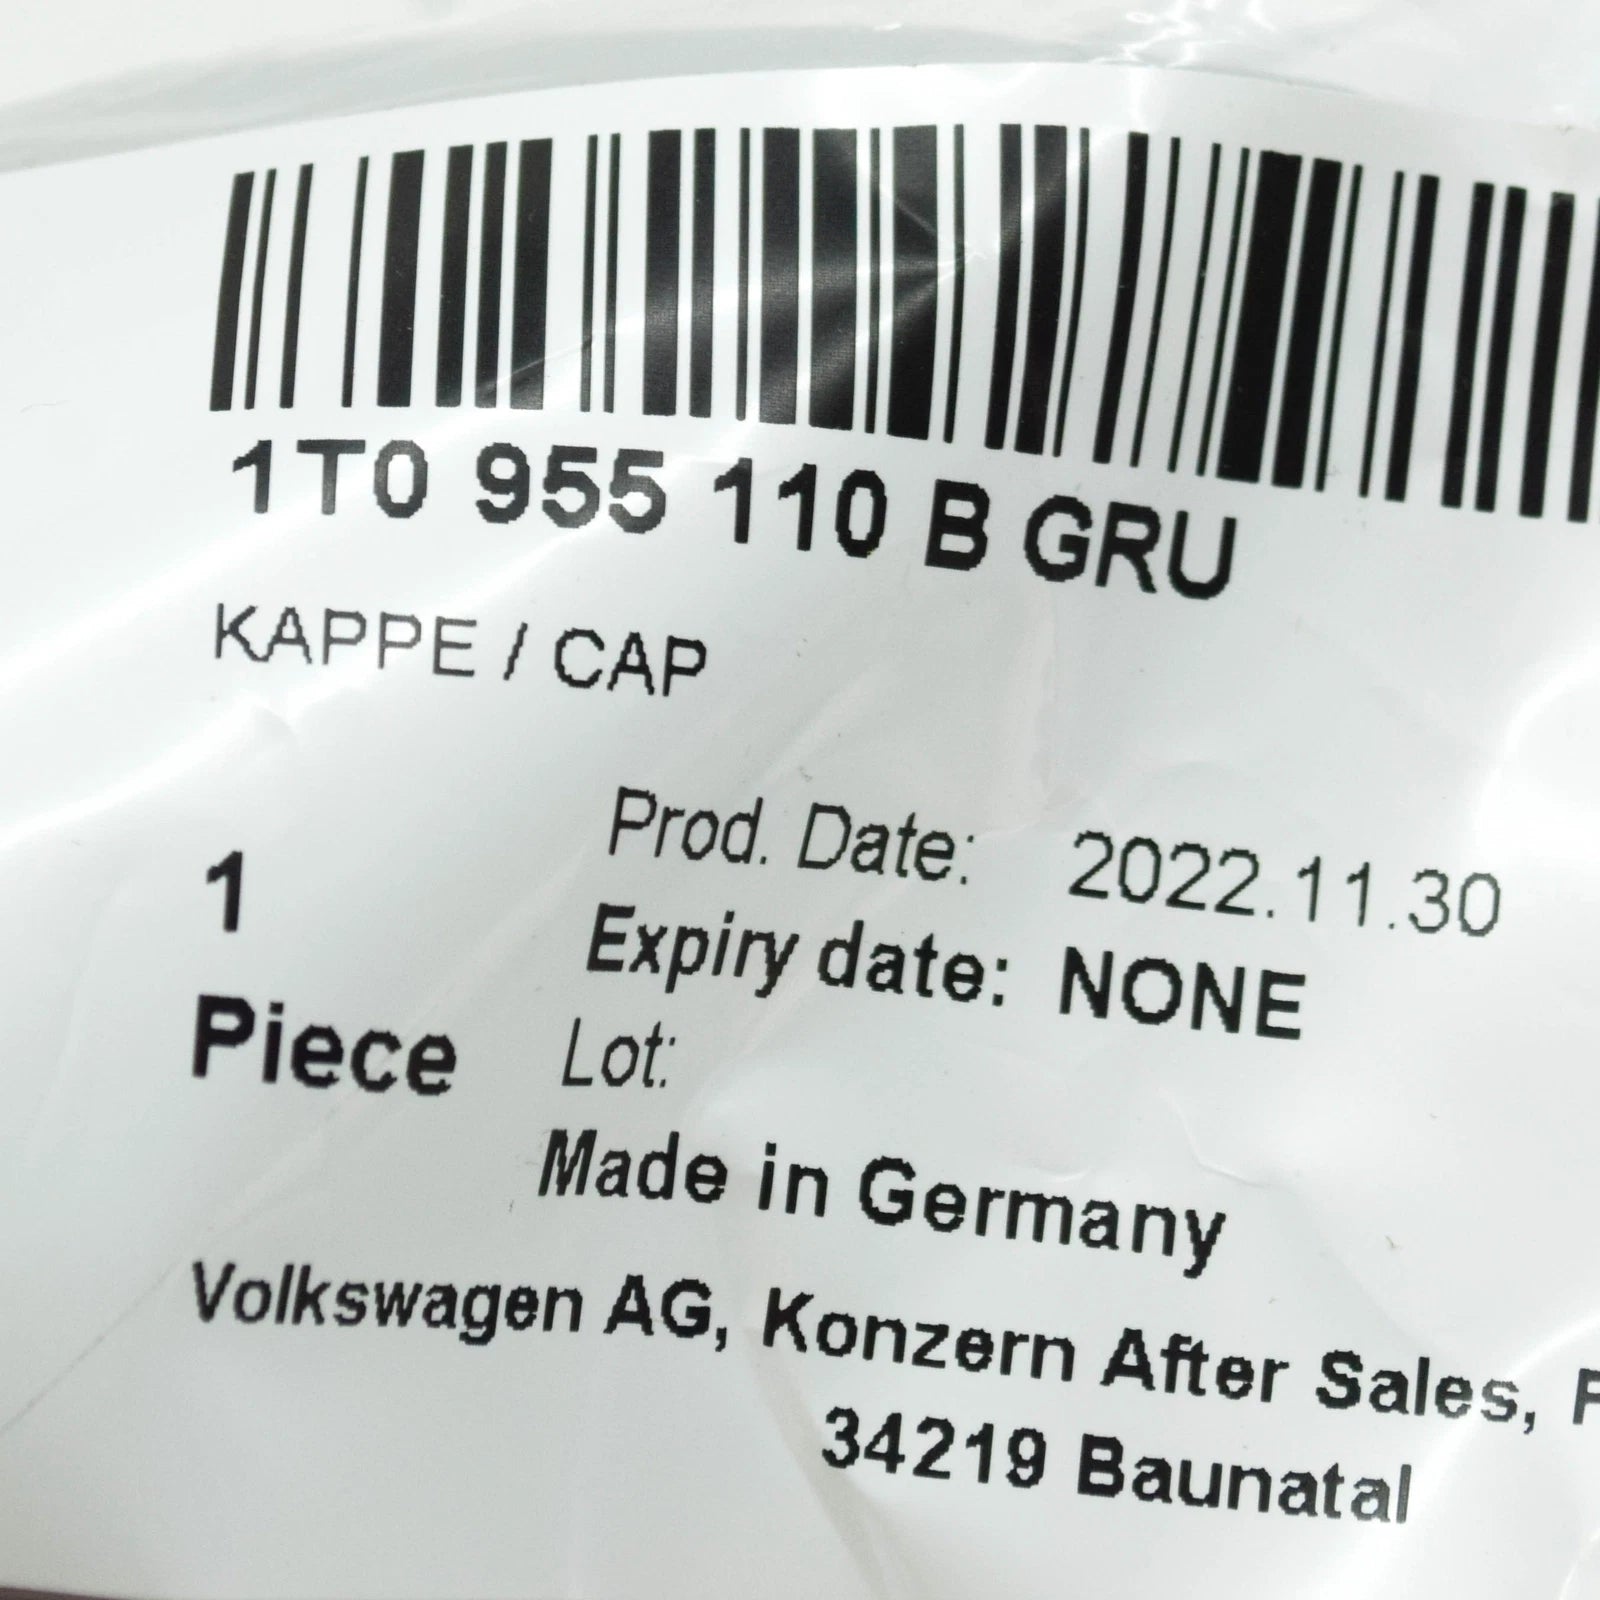 1T0 955 110 B GRU
KAPPE / CAP
1
Piece
Prod. Date: 2022.11.30
Expiry date: NONE
Lot:
Made in Germany
Volkswagen AG, Konzern After Sales,
34219 Baunatal